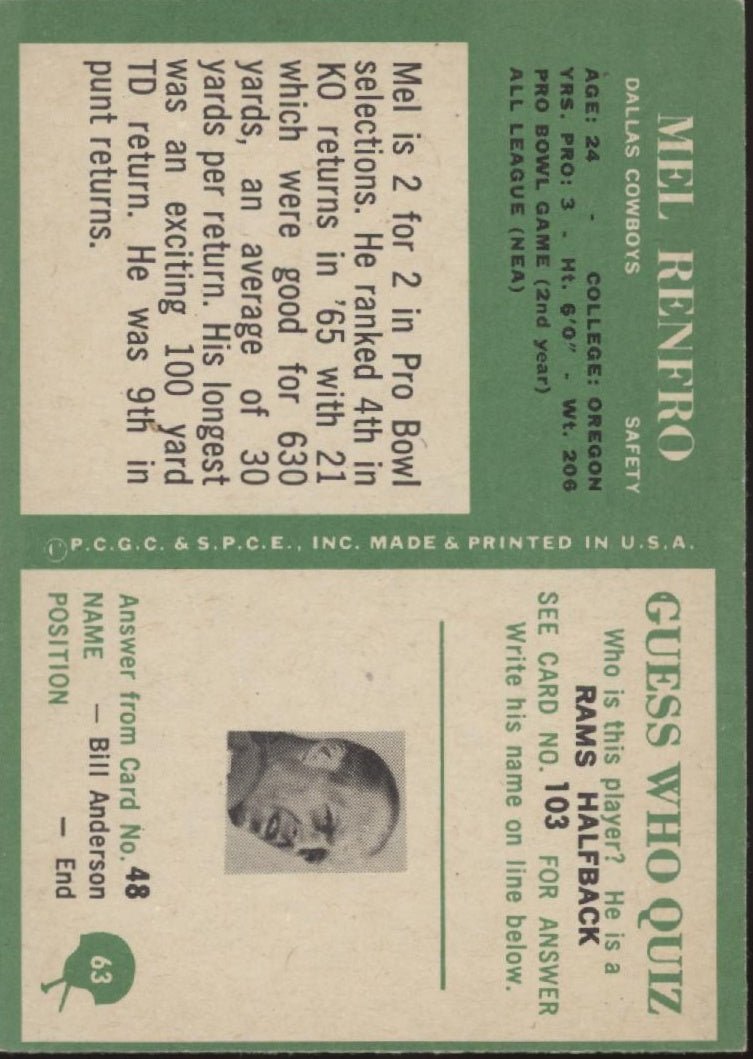 MEL RENFRO
DALLAS COWBOYS SAFETY
AGE: 24 - COLLEGE: OREGON
YRS. PRO: 3 - Ht. 6'0" - Wt. 206
PRO BOWL GAME (2nd year)
ALL LEAGUE (NEA)
Mel is 2 for 2 in Pro Bowl
selections. He ranked 4th in
KO returns in '65 with 21
which were good for 630
yards, an average of 30
yards per return. His longest
was an exciting 100 yard
TD return. He was 9th in
punt returns.
© P.C.G.C. & S.P.C.E., INC. MADE & PRINTED IN U.S.A.
GUESS WHO QUIZ
Who is this player? He is a
RAMS HALFBACK
SEE CARD NO. 103 FOR ANSWER
Write his name on line below.
Answer from Card No. 48
NAME — Bill Anderson
POSITION — End
63